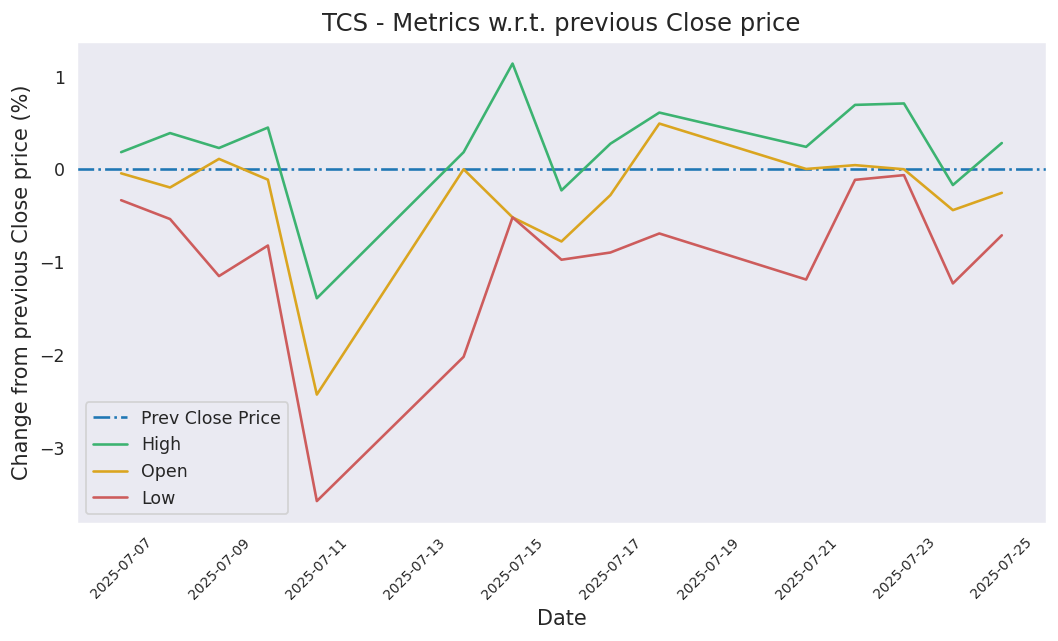 TCS - Metrics w.r.t. previous Close price
Change from previous Close price (%)
1
0
−1
−2
−3
Prev Close Price
High
Open
Low
2025-07-07
2025-07-09
2025-07-11
2025-07-13
2025-07-15
2025-07-17
2025-07-19
2025-07-21
2025-07-23
2025-07-25
Date